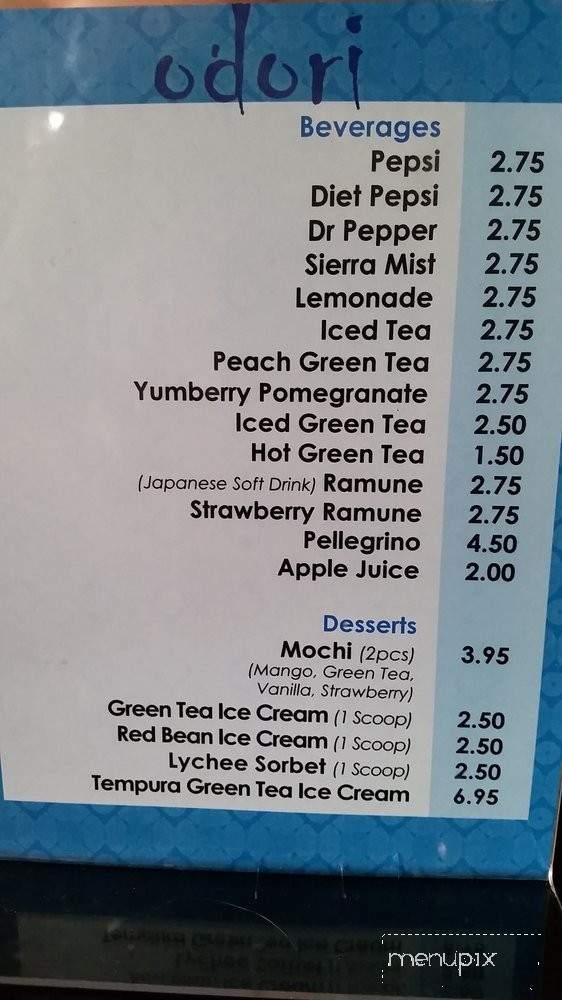 odori
Beverages
Pepsi 2.75
Diet Pepsi 2.75
Dr Pepper 2.75
Sierra Mist 2.75
Lemonade 2.75
Iced Tea 2.75
Peach Green Tea 2.75
Yumberry Pomegranate 2.75
Iced Green Tea 2.50
Hot Green Tea 1.50
(Japanese Soft Drink) Ramune 2.75
Strawberry Ramune 2.75
Pellegrino 4.50
Apple Juice 2.00
Desserts
Mochi (2pcs) 3.95
(Mango, Green Tea,
Vanilla, Strawberry)
Green Tea Ice Cream (1 Scoop) 2.50
Red Bean Ice Cream (1 Scoop) 2.50
Lychee Sorbet (1 Scoop) 2.50
Tempura Green Tea Ice Cream 6.95
menupix